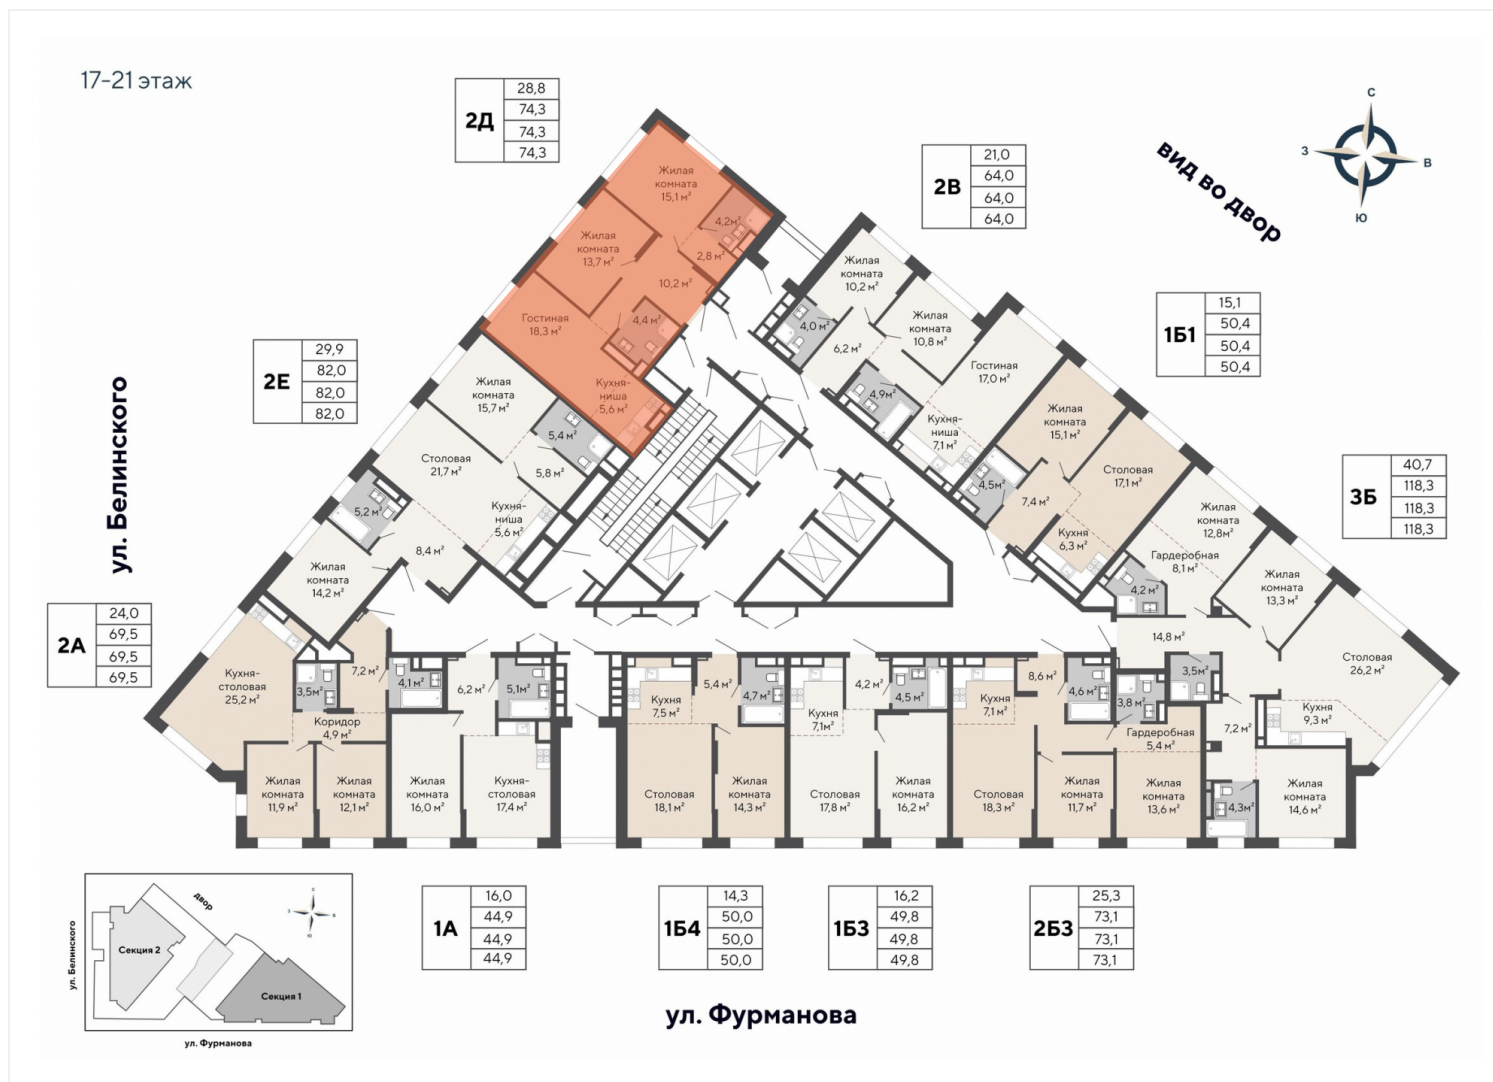 17–21 этаж
2Д
28,8
74,3
74,3
74,3
2В
21,0
64,0
64,0
64,0
вид во двор
С
З
В
Ю
1Б1
15,1
50,4
50,4
50,4
2Е
29,9
82,0
82,0
82,0
3Б
40,7
118,3
118,3
118,3
ул. Белинского
2А
24,0
69,5
69,5
69,5
Жилая
комната
15,1 м²
4,2м²
2,8 м²
Жилая
комната
13,7 м²
10,2 м²
Гостиная
18,3 м²
4,4 м²
Кухня-
ниша
5,6 м²
Жилая
комната
15,7 м²
5,4 м²
Столовая
21,7 м²
5,8 м²
Кухня-
ниша
5,6 м²
5,2 м²
8,4 м²
Жилая
комната
14,2 м²
Жилая
комната
10,2 м²
4,0 м²
Жилая
комната
10,8 м²
6,2 м²
4,9м²
Гостиная
17,0 м²
Кухня-
ниша
7,1 м²
Жилая
комната
15,1 м²
4,5м²
Столовая
17,1 м²
7,4 м²
Кухня
6,3 м²
Жилая
комната
12,8м²
Гардеробная
8,1 м²
4,2 м²
Жилая
комната
13,3 м²
14,8 м²
Столовая
26,2 м²
3,5м²
Кухня
9,3 м²
7,2 м²
3,8 м²
Гардеробная
5,4 м²
Жилая
комната
13,6 м²
4,3м²
Жилая
комната
14,6 м²
Кухня-
столовая
25,2 м²
3,5м²
7,2 м²
Коридор
4,9 м²
4,1 м²
6,2 м²
5,1м²
Жилая
комната
11,9 м²
Жилая
комната
12,1 м²
Жилая
комната
16,0 м²
Кухня-
столовая
17,4 м²
Кухня
7,5 м²
5,4 м²
4,7 м²
Столовая
18,1 м²
Жилая
комната
14,3 м²
Кухня
7,1м²
4,2 м²
4,5 м²
Столовая
17,8 м²
Жилая
комната
16,2 м²
Кухня
7,1 м²
8,6 м²
4,6 м²
Столовая
18,3 м²
Жилая
комната
11,7 м²
1А
16,0
44,9
44,9
44,9
1Б4
14,3
50,0
50,0
50,0
1Б3
16,2
49,8
49,8
49,8
2Б3
25,3
73,1
73,1
73,1
ул. Фурманова
двор
Секция 2
Секция 1
ул. Белинского
ул. Фурманова